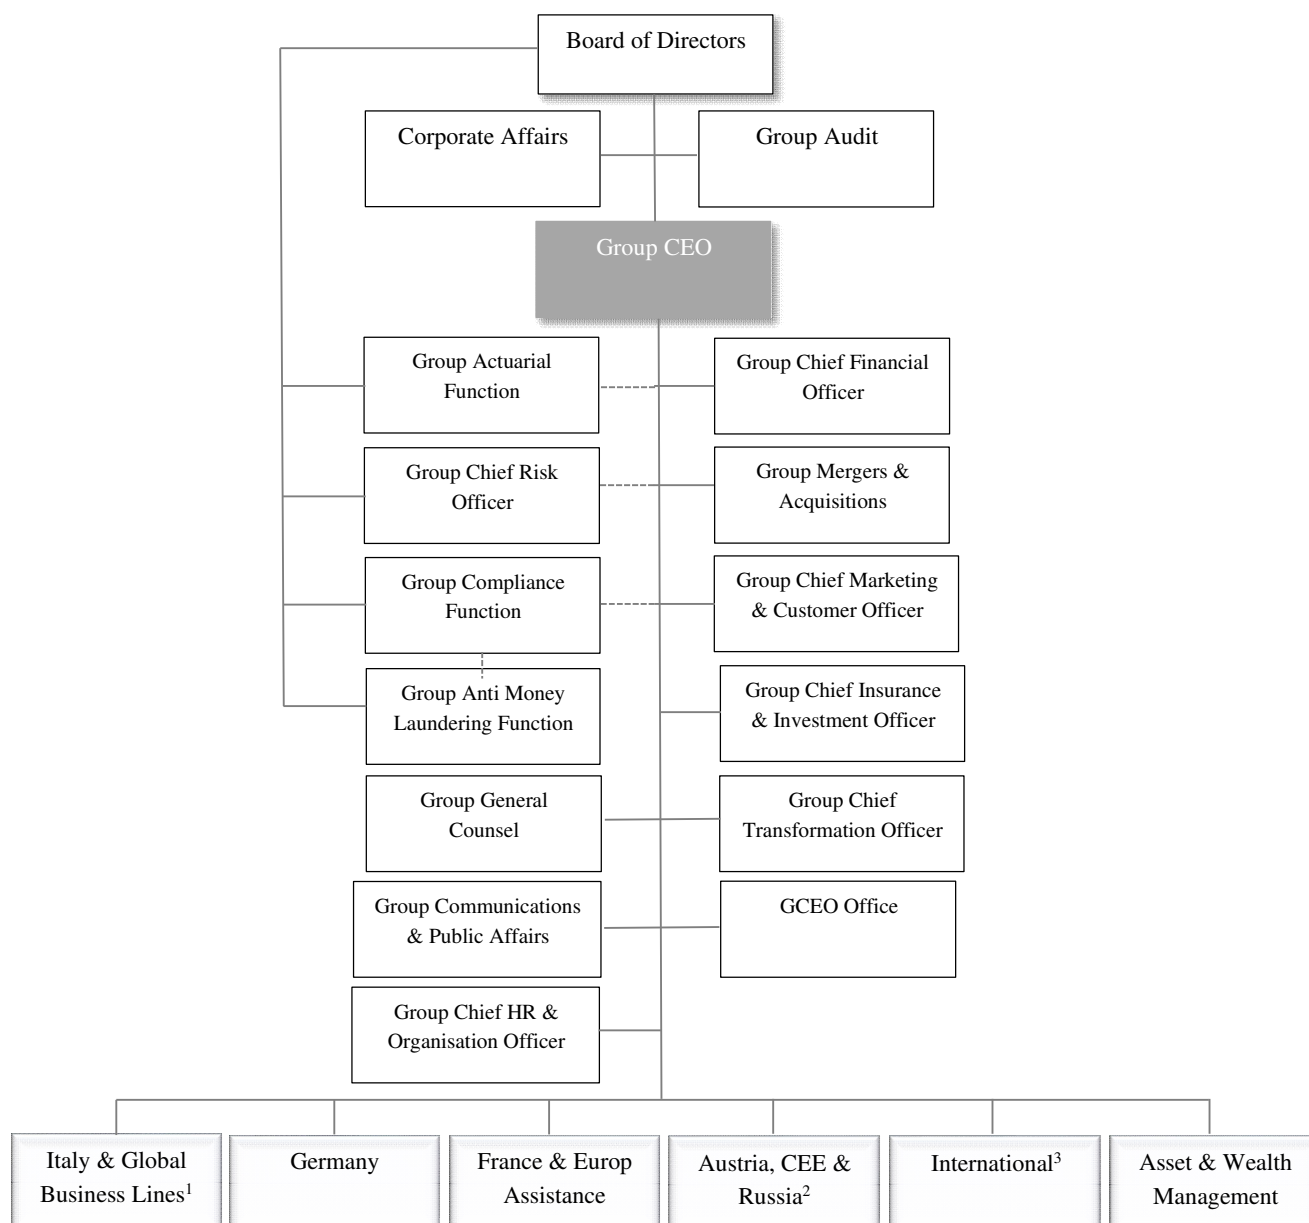 Board of Directors
Corporate Affairs
Group Audit
Group CEO
Group Actuarial
Function
Group Chief Financial
Officer
Group Chief Risk
Officer
Group Mergers &
Acquisitions
Group Compliance
Function
Group Chief Marketing
& Customer Officer
Group Anti Money
Laundering Function
Group Chief Insurance
& Investment Officer
Group General
Counsel
Group Chief
Transformation Officer
Group Communications
& Public Affairs
GCEO Office
Group Chief HR &
Organisation Officer
Italy & Global
Business Lines¹
Germany
France & Europ
Assistance
Austria, CEE &
Russia²
International³
Asset & Wealth
Management